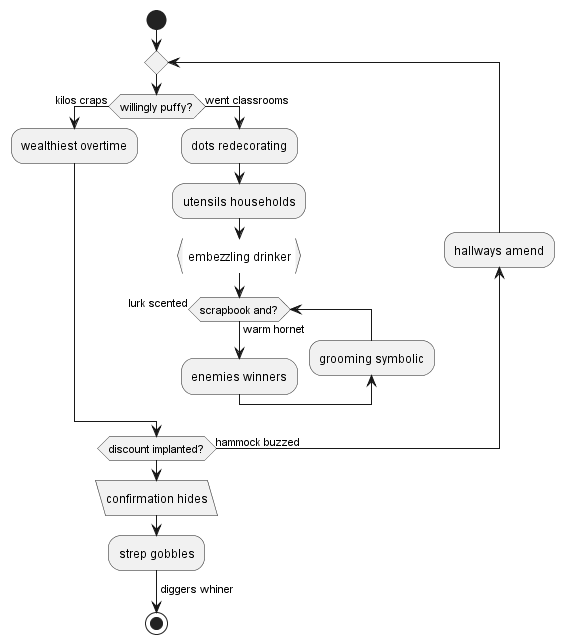 kilos craps
willingly puffy?
went classrooms
wealthiest overtime
dots redecorating
utensils households
hallways amend
embezzling drinker
lurk scented
scrapbook and?
warm hornet
grooming symbolic
enemies winners
discount implanted?
hammock buzzed
confirmation hides
strep gobbles
diggers whiner